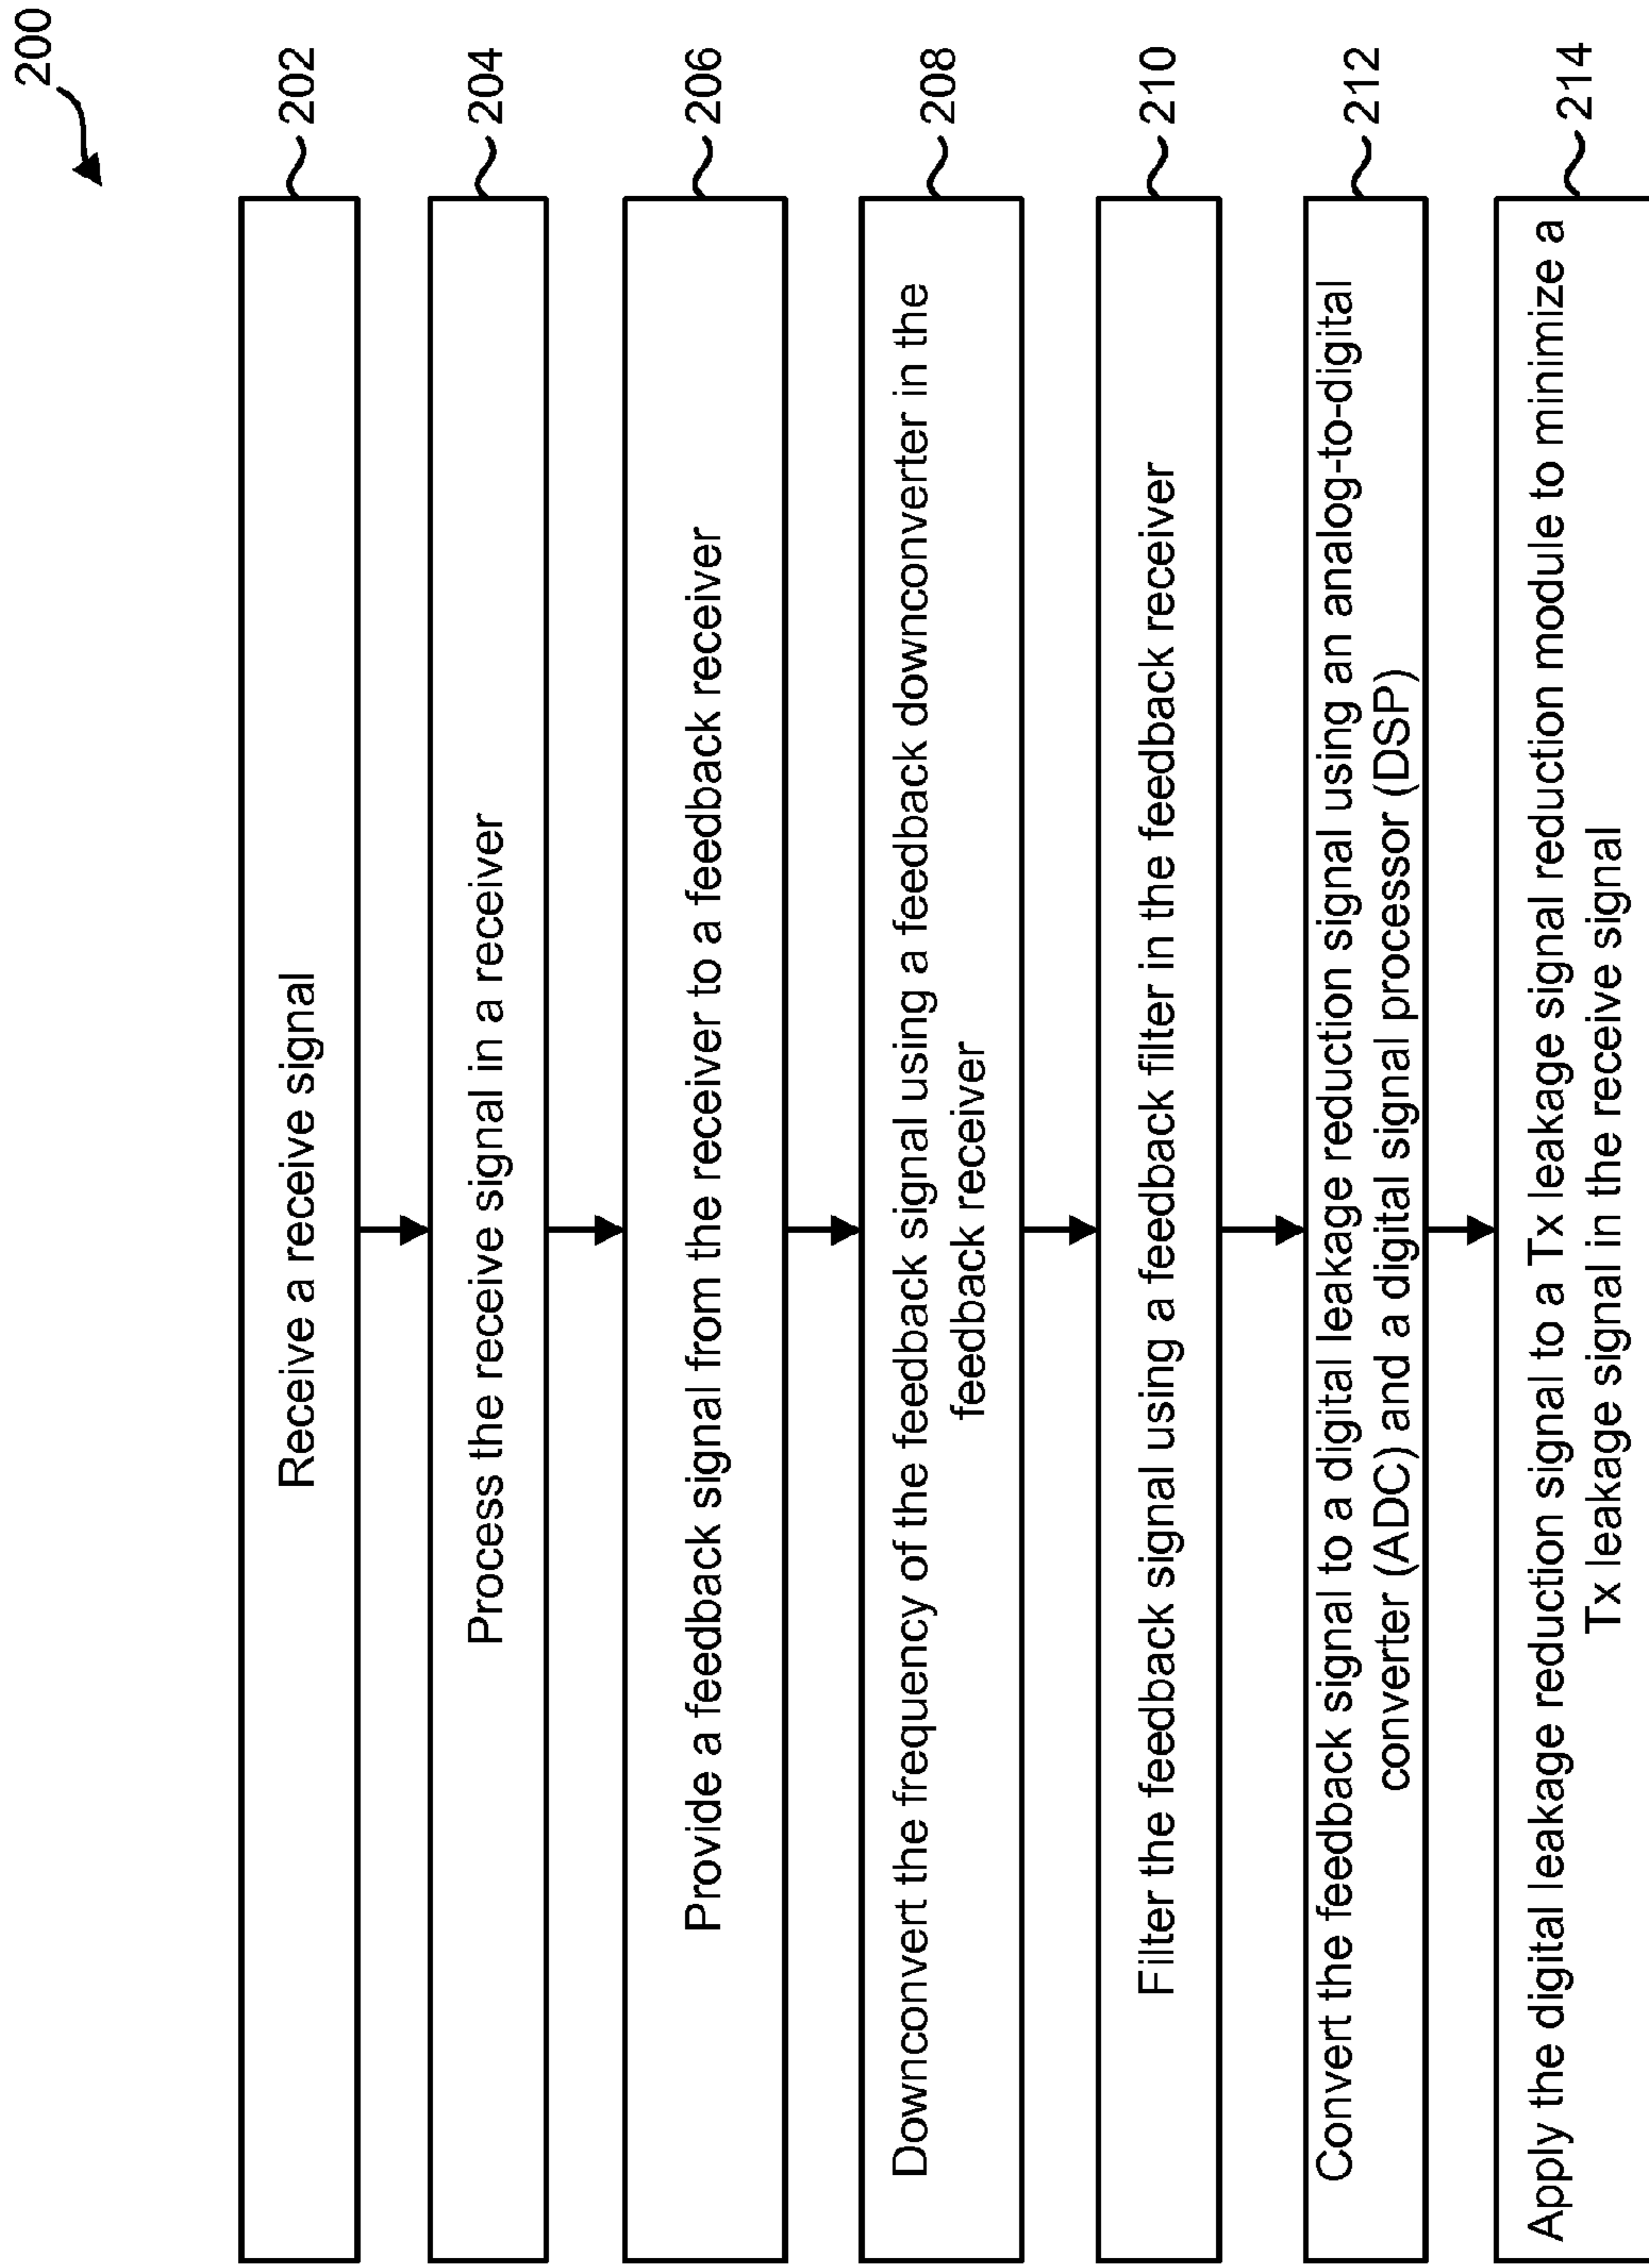 200
Receive a receive signal
202
Process the receive signal in a receiver
204
Provide a feedback signal from the receiver to a feedback receiver
206
Downconvert the frequency of the feedback signal using a feedback downconverter in the
feedback receiver
208
Filter the feedback signal using a feedback filter in the feedback receiver
210
Convert the feedback signal to a digital leakage reduction signal using an analog-to-digital
converter (ADC) and a digital signal processor (DSP)
212
Apply the digital leakage reduction signal to a Tx leakage signal reduction module to minimize a
Tx leakage signal in the receive signal
214